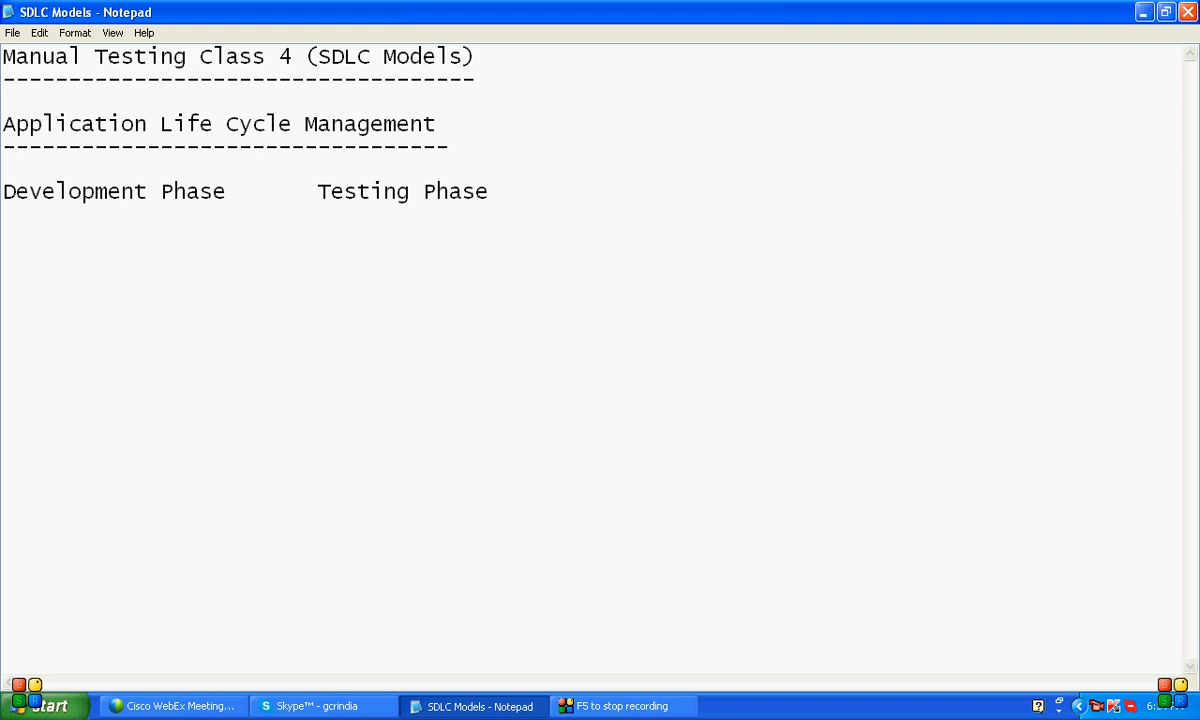 SDLC Models - Notepad
File Edit Format View Help
Manual Testing Class 4 (SDLC Models)
------------------------------------
Application Life Cycle Management
----------------------------------
Development Phase Testing Phase
start Cisco WebEx Meeting... Skype™ - gcrindia SDLC Models - Notepad F5 to stop recording